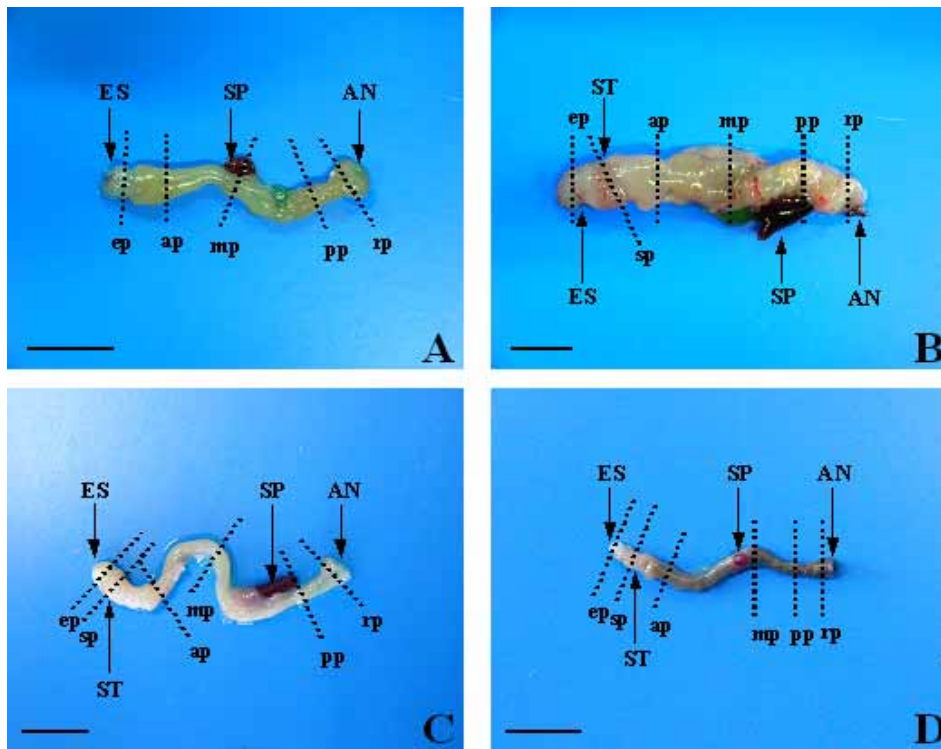 ES SP AN
ep ap mp pp rp
A
ST
ep ap mp pp rp
sp
ES SP AN
B
ES SP AN
ep
sp
mp
ap
pp
rp
ST
C
ES SP AN
ep sp ap mp pp rp
ST
D